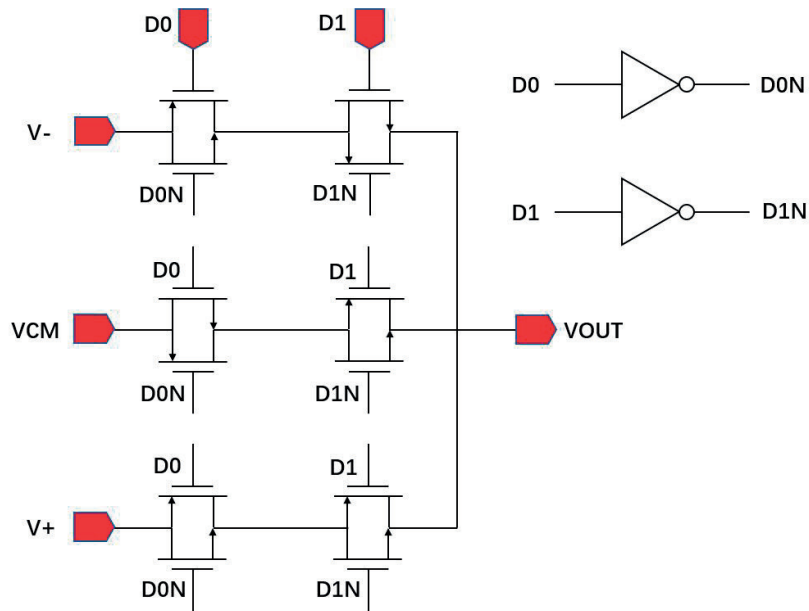 D0 D1
D0 D0N
V-
D0N D1N
D1 D1N
D0 D1
VCM VOUT
D0N D1N
D0 D1
V+
D0N D1N